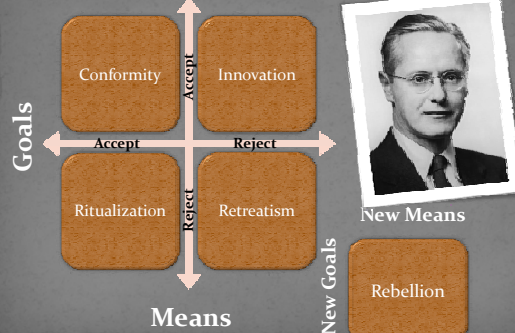 Goals
Conformity
Accept
Innovation
Accept
Reject
Ritualization
Reject
Retreatism
Means
New Means
New Goals
Rebellion